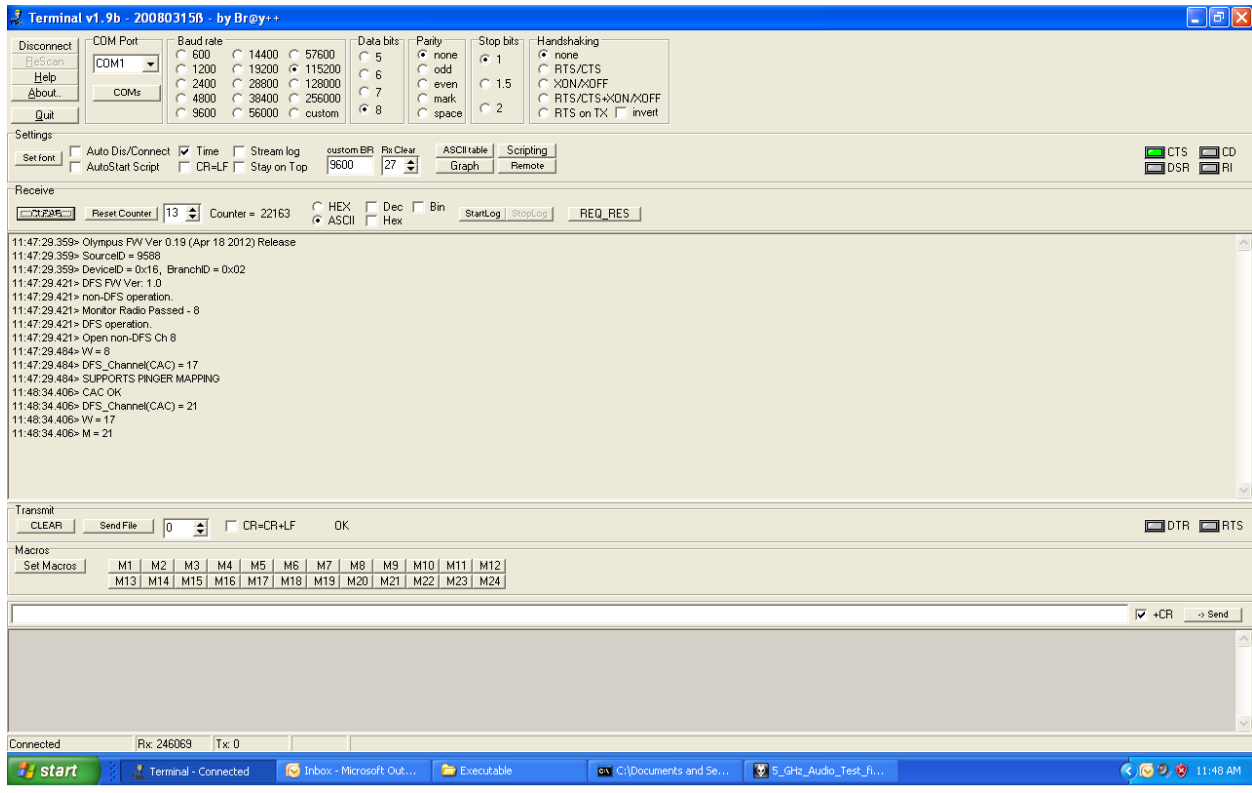 Terminal v1.9b - 20080315ß - by Br@y++
Disconnect
ReScan
Help
About..
Quit
COM Port
COM1
COMs
Baud rate
600 14400 57600
1200 19200 115200
2400 28800 128000
4800 38400 256000
9600 56000 custom
Data bits
5
6
7
8
Parity
none
odd
even
mark
space
Stop bits
1
1.5
2
Handshaking
none
RTS/CTS
XON/XOFF
RTS/CTS+XON/XOFF
RTS on TX invert
Settings
Set font
Auto Dis/Connect Time Stream log
AutoStart Script CR=LF Stay on Top
custom BR Rx Clear
9600 27
ASCII table Scripting
Graph Remote
CTS CD
DSR RI
Receive
CLEAR Reset Counter 13 Counter = 22163
HEX Dec Bin
ASCII Hex
StartLog StopLog REQ_RES
11:47:29.359> Olympus FW Ver 0.19 (Apr 18 2012) Release
11:47:29.359> SourceID = 9588
11:47:29.359> DeviceID = 0x16, BranchID = 0x02
11:47:29.421> DFS FW Ver: 1.0
11:47:29.421> non-DFS operation.
11:47:29.421> Monitor Radio Passed - 8
11:47:29.421> DFS operation.
11:47:29.421> Open non-DFS Ch 8
11:47:29.484> W = 8
11:47:29.484> DFS_Channel(CAC) = 17
11:47:29.484> SUPPORTS PINGER MAPPING
11:48:34.406> CAC OK
11:48:34.406> DFS_Channel(CAC) = 21
11:48:34.406> W = 17
11:48:34.406> M = 21
Transmit
CLEAR Send File 0 CR=CR+LF OK
DTR RTS
Macros
Set Macros
M1 M2 M3 M4 M5 M6 M7 M8 M9 M10 M11 M12
M13 M14 M15 M16 M17 M18 M19 M20 M21 M22 M23 M24
+CR -> Send
Connected Rx: 246069 Tx: 0
start Terminal - Connected Inbox - Microsoft Out... Executable C:\Documents and Se... 5_GHz_Audio_Test_fi... 11:48 AM